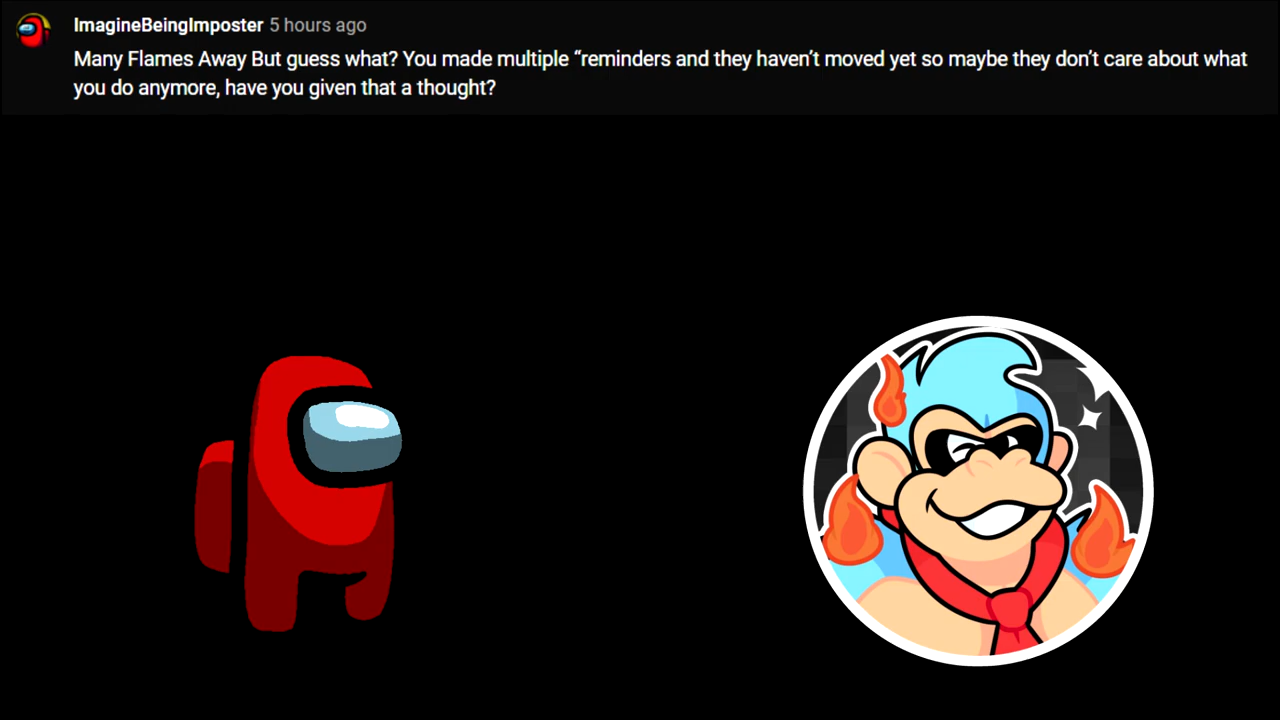 ImagineBeingImposter 5 hours ago
Many Flames Away But guess what? You made multiple “reminders and they haven’t moved yet so maybe they don’t care about what
you do anymore, have you given that a thought?